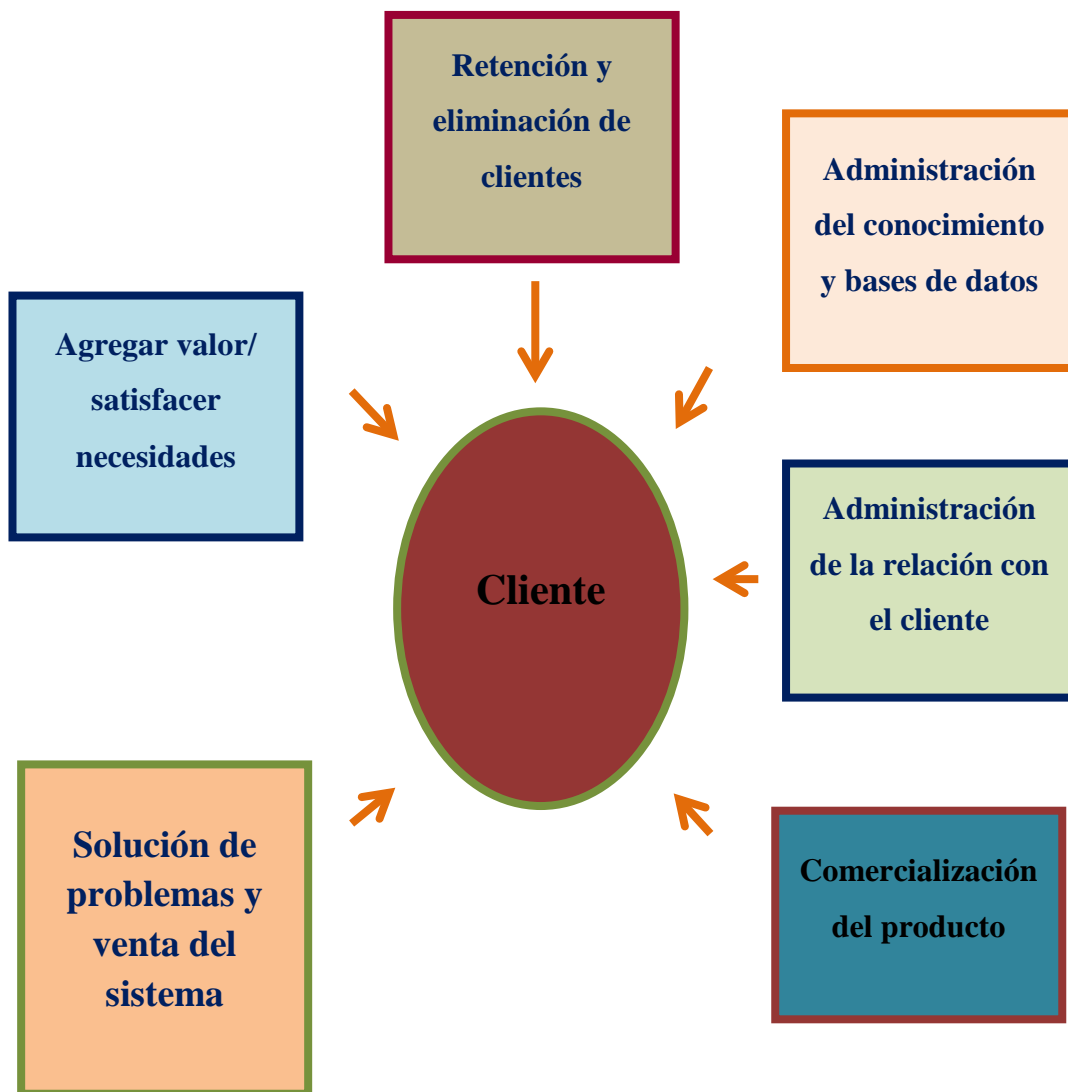 Retención y
eliminación de
clientes
Administración
del conocimiento
y bases de datos
Agregar valor/
satisfacer
necesidades
Administración
de la relación con
el cliente
Cliente
Solución de
problemas y
venta del
sistema
Comercialización
del producto